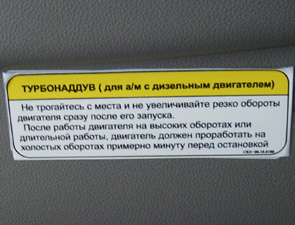 ТУРБОНАДДУВ ( для а/м с дизельным двигателем)
Не трогайтесь с места и не увеличивайте резко обороты
двигателя сразу после его запуска.
После работы двигателя на высоких оборотах или
длительной работы, двигатель должен проработать на
холостых оборотах примерно минуту перед остановкой